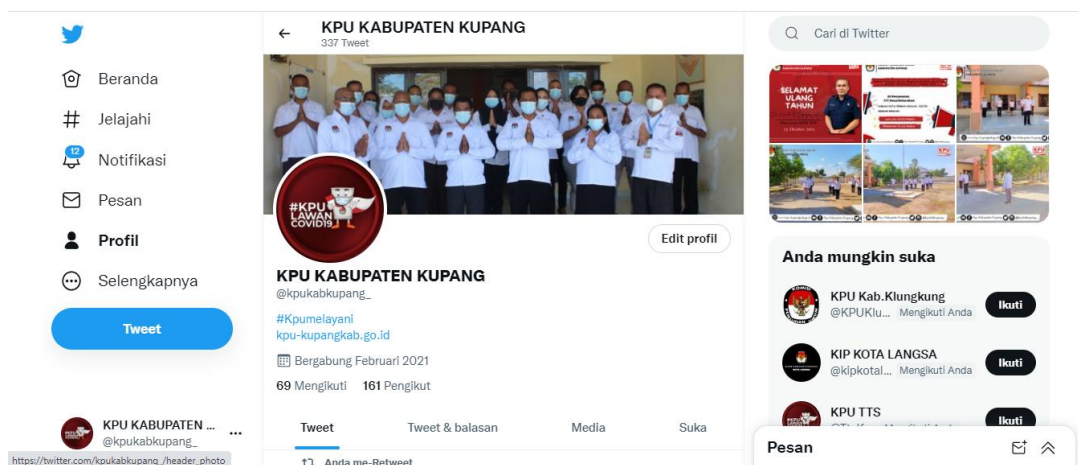 KPU KABUPATEN KUPANG
337 Tweet
Cari di Twitter
Beranda
Jelajahi
12
Notifikasi
Pesan
Profil
Selengkapnya
Tweet
KPU KABUPATEN ...
@kpukabkupang_
https://twitter.com/kpukabkupang_/header_photo
#KPU
LAWAN
COVID19
Edit profil
KPU KABUPATEN KUPANG
@kpukabkupang_
#Kpumelayani
kpu-kupangkab.go.id
Bergabung Februari 2021
69 Mengikuti 161 Pengikut
Tweet Tweet & balasan Media Suka
Anda me-Retweet
SELAMAT
ULANG
TAHUN
Anda mungkin suka
KPU Kab.Klungkung
@KPUKlu... Mengikuti Anda
Ikuti
KIP KOTA LANGSA
@kipkotal... Mengikuti Anda
Ikuti
KPU TTS
Ikuti
Pesan